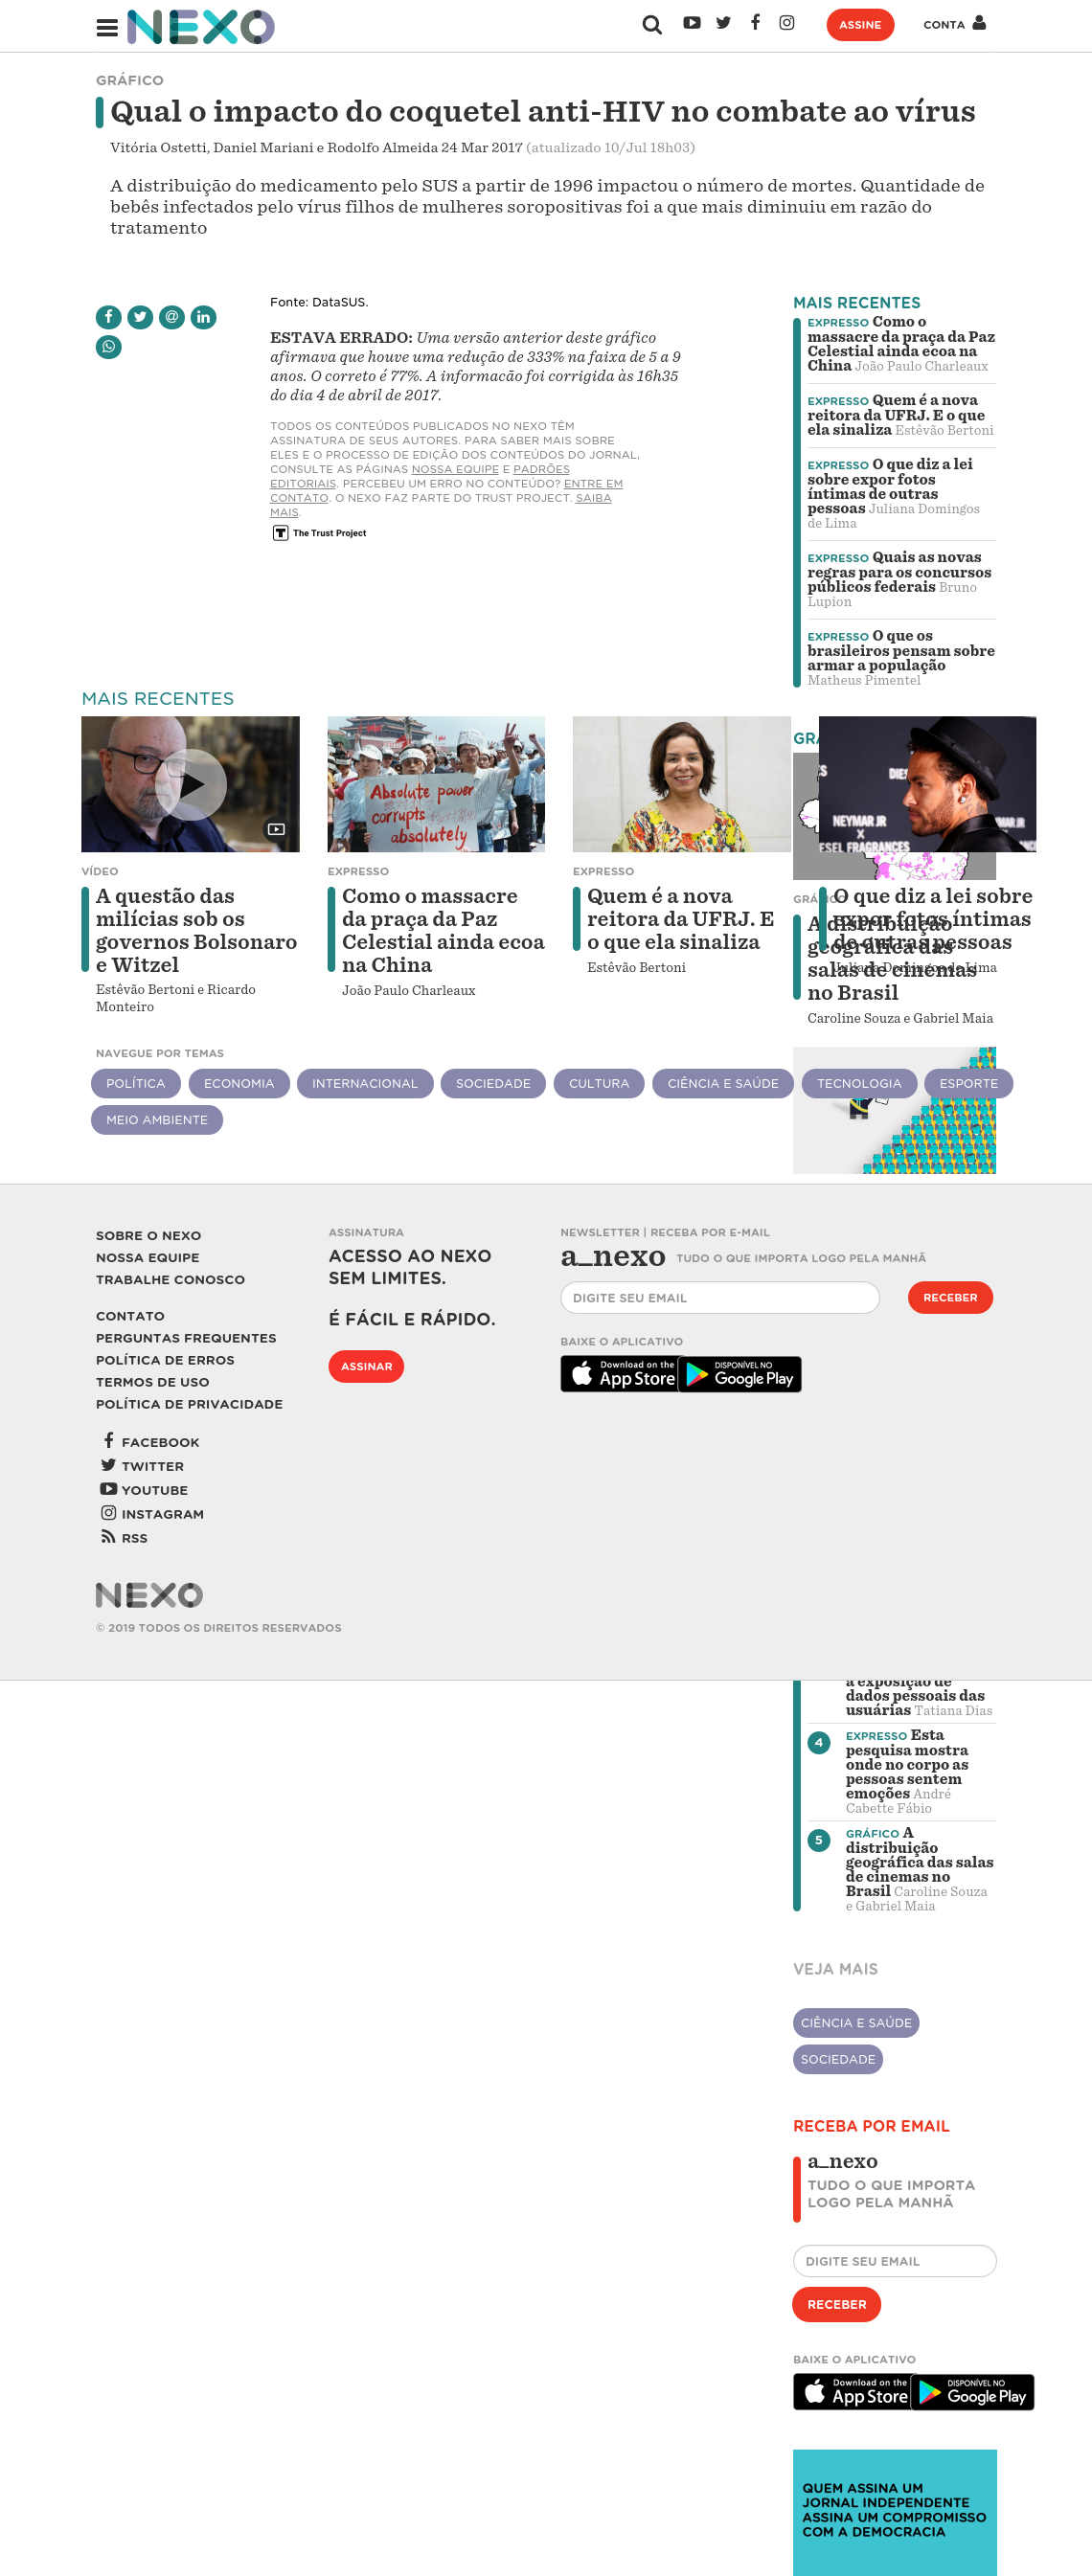 NEXO
ASSINE
CONTA
GRÁFICO
Qual o impacto do coquetel anti-HIV no combate ao vírus
Vitória Ostetti, Daniel Mariani e Rodolfo Almeida 24 Mar 2017 (atualizado 10/Jul 18h03)
A distribuição do medicamento pelo SUS a partir de 1996 impactou o número de mortes. Quantidade de
bebês infectados pelo vírus filhos de mulheres soropositivas foi a que mais diminuiu em razão do
tratamento
Fonte: DataSUS.
ESTAVA ERRADO: Uma versão anterior deste gráfico
afirmava que houve uma redução de 333% na faixa de 5 a 9
anos. O correto é 77%. A informacão foi corrigida às 16h35
do dia 4 de abril de 2017.
TODOS OS CONTEÚDOS PUBLICADOS NO NEXO TÊM
ASSINATURA DE SEUS AUTORES. PARA SABER MAIS SOBRE
ELES E O PROCESSO DE EDIÇÃO DOS CONTEÚDOS DO JORNAL,
CONSULTE AS PÁGINAS NOSSA EQUIPE E PADRÕES
EDITORIAIS. PERCEBEU UM ERRO NO CONTEÚDO? ENTRE EM
CONTATO. O NEXO FAZ PARTE DO TRUST PROJECT. SAIBA
MAIS.
The Trust Project
MAIS RECENTES
EXPRESSO Como o
massacre da praça da Paz
Celestial ainda ecoa na
China João Paulo Charleaux
EXPRESSO Quem é a nova
reitora da UFRJ. E o que
ela sinaliza Estêvão Bertoni
EXPRESSO O que diz a lei
sobre expor fotos
íntimas de outras
pessoas Juliana Domingos
de Lima
EXPRESSO Quais as novas
regras para os concursos
públicos federais Bruno
Lupion
EXPRESSO O que os
brasileiros pensam sobre
armar a população
Matheus Pimentel
MAIS RECENTES
Absolute power
corrupts
absolutely
NEYMAR JR
X
VÍDEO
A questão das
milícias sob os
governos Bolsonaro
e Witzel
Estêvão Bertoni e Ricardo
Monteiro
EXPRESSO
Como o massacre
da praça da Paz
Celestial ainda ecoa
na China
João Paulo Charleaux
EXPRESSO
Quem é a nova
reitora da UFRJ. E
o que ela sinaliza
Estêvão Bertoni
O que diz a lei sobre
expor fotos íntimas
de outras pessoas
Juliana Domingos de Lima
GRÁFICO
A distribuição
geográfica das
salas de cinemas
no Brasil
Caroline Souza e Gabriel Maia
NAVEGUE POR TEMAS
POLÍTICA ECONOMIA INTERNACIONAL SOCIEDADE CULTURA CIÊNCIA E SAÚDE TECNOLOGIA ESPORTE
MEIO AMBIENTE
SOBRE O NEXO
NOSSA EQUIPE
TRABALHE CONOSCO
CONTATO
PERGUNTAS FREQUENTES
POLÍTICA DE ERROS
TERMOS DE USO
POLÍTICA DE PRIVACIDADE
FACEBOOK
TWITTER
YOUTUBE
INSTAGRAM
RSS
ASSINATURA
ACESSO AO NEXO
SEM LIMITES.
É FÁCIL E RÁPIDO.
ASSINAR
NEWSLETTER | RECEBA POR E-MAIL
a_nexo TUDO O QUE IMPORTA LOGO PELA MANHÃ
DIGITE SEU EMAIL
RECEBER
BAIXE O APLICATIVO
Download on the
App Store
DISPONÍVEL NO
Google Play
NEXO
© 2019 TODOS OS DIREITOS RESERVADOS
a exposição de
dados pessoais das
usuárias Tatiana Dias
4
EXPRESSO Esta
pesquisa mostra
onde no corpo as
pessoas sentem
emoções André
Cabette Fábio
5
GRÁFICO A
distribuição
geográfica das salas
de cinemas no
Brasil Caroline Souza
e Gabriel Maia
VEJA MAIS
CIÊNCIA E SAÚDE
SOCIEDADE
RECEBA POR EMAIL
a_nexo
TUDO O QUE IMPORTA
LOGO PELA MANHÃ
DIGITE SEU EMAIL
RECEBER
BAIXE O APLICATIVO
Download on the
App Store
DISPONÍVEL NO
Google Play
QUEM ASSINA UM
JORNAL INDEPENDENTE
ASSINA UM COMPROMISSO
COM A DEMOCRACIA